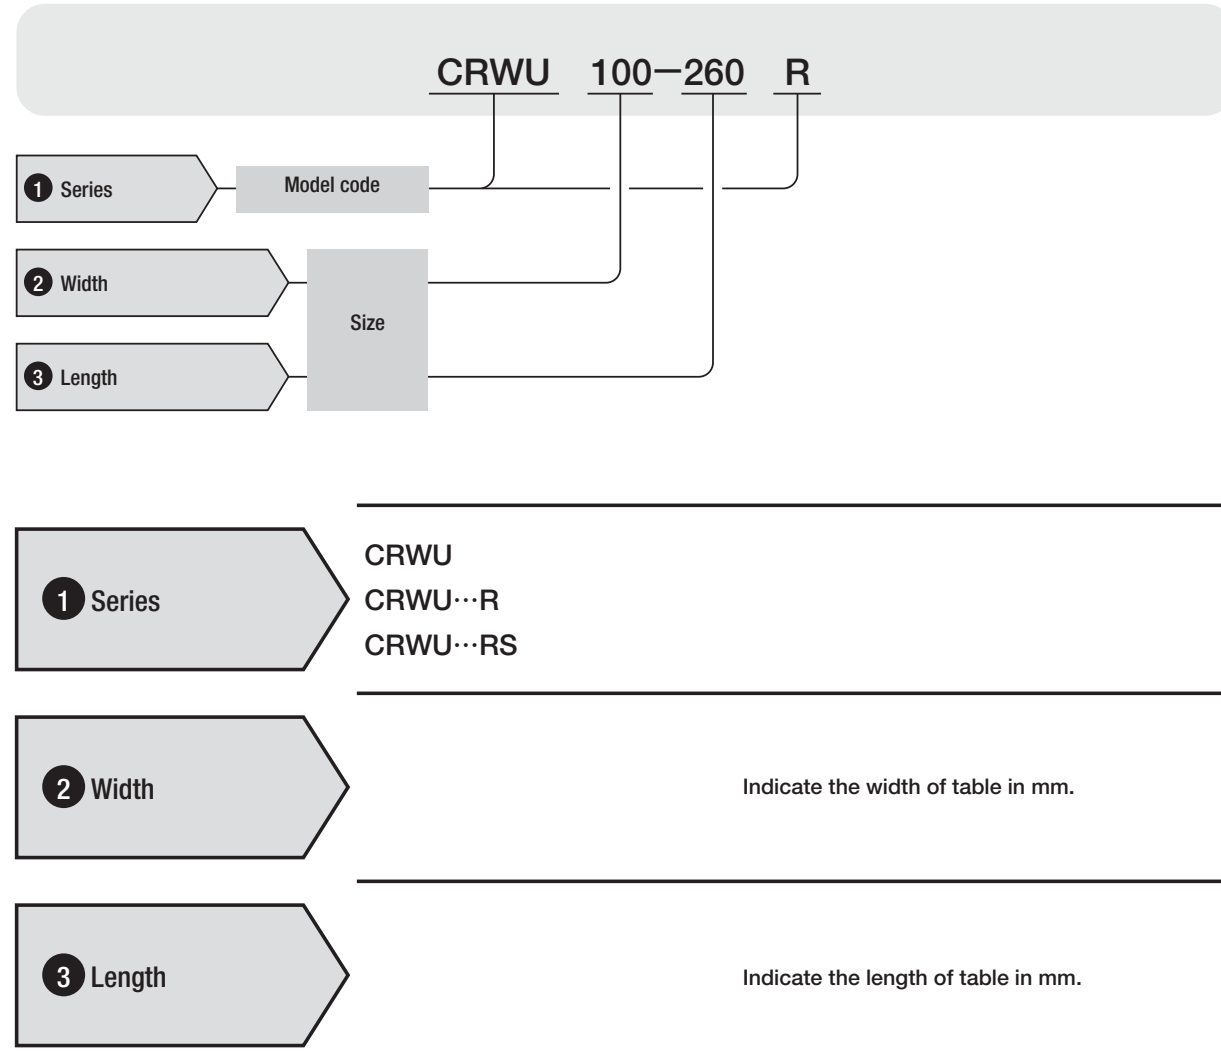 CRWU 100－260 R
1 Series
Model code
2 Width
Size
3 Length
1 Series
CRWU
CRWU…R
CRWU…RS
2 Width
Indicate the width of table in mm.
3 Length
Indicate the length of table in mm.